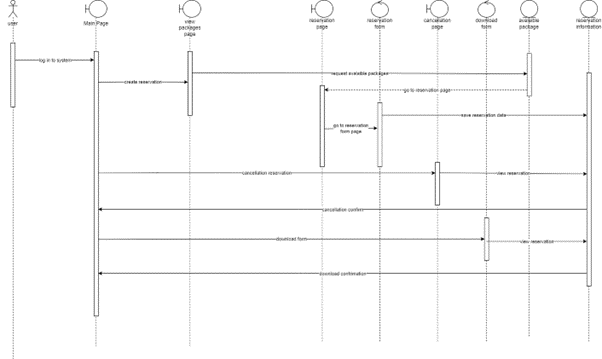 user
Main Page
view
packages
page
reservation
page
reservation
form
cancellation
page
download
form
available
package
reservation
information
log in to system
request available packages
create reservation
go to reservation page
save reservation data
go to reservation
form page
cancellation reservation
view reservation
cancellation confirm
download form
view reservation
download confirmation